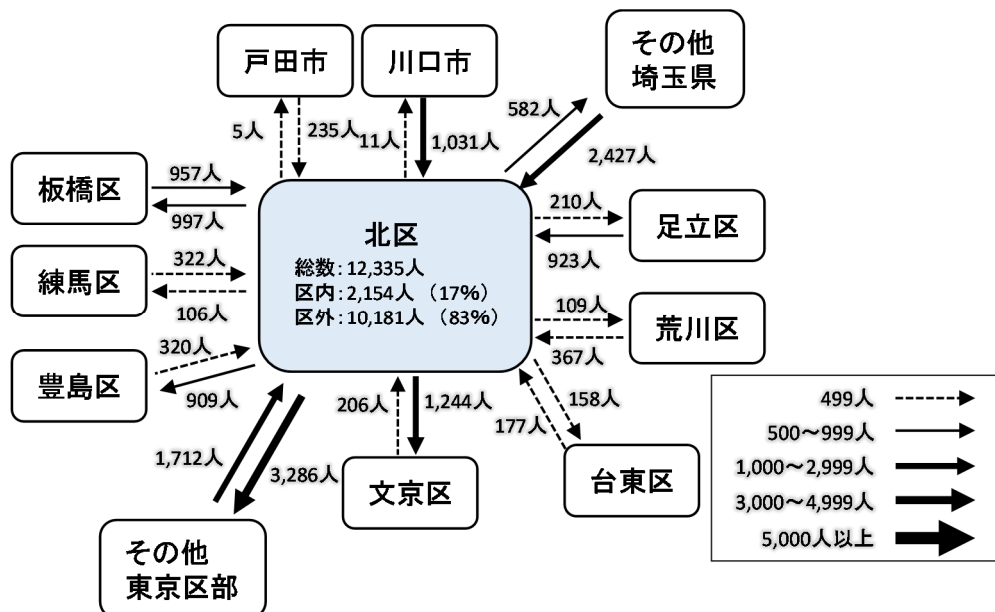 戸田市
川口市
その他
埼玉県
5人
235人
11人
1,031人
582人
2,427人
板橋区
957人
997人
210人
足立区
923人
北区
総数：12,335人
区内：2,154人 （17%）
区外：10,181人 （83%）
練馬区
322人
106人
109人
荒川区
367人
豊島区
320人
909人
206人
1,244人
177人
158人
1,712人
3,286人
文京区
台東区
その他
東京区部
499人
500～999人
1,000～2,999人
3,000～4,999人
5,000人以上